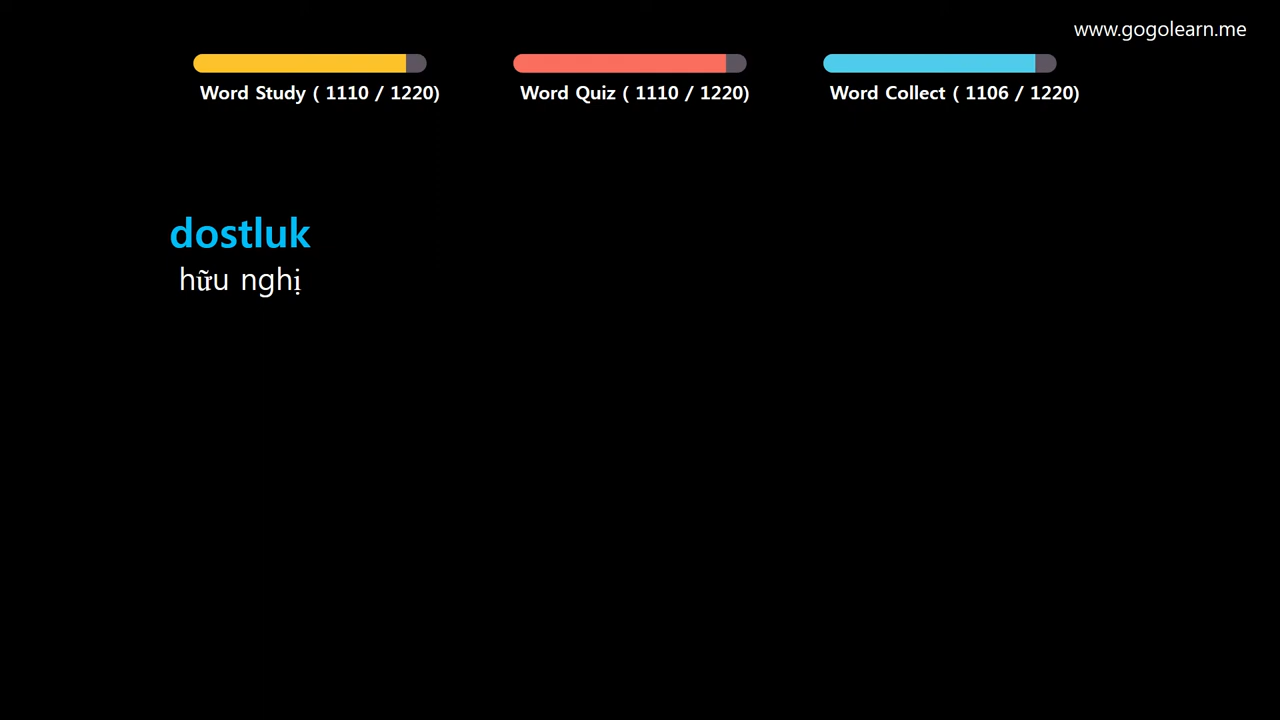 www.gogolearn.me
Word Study ( 1110 / 1220)
Word Quiz ( 1110 / 1220)
Word Collect ( 1106 / 1220)
dostluk
hữu nghị